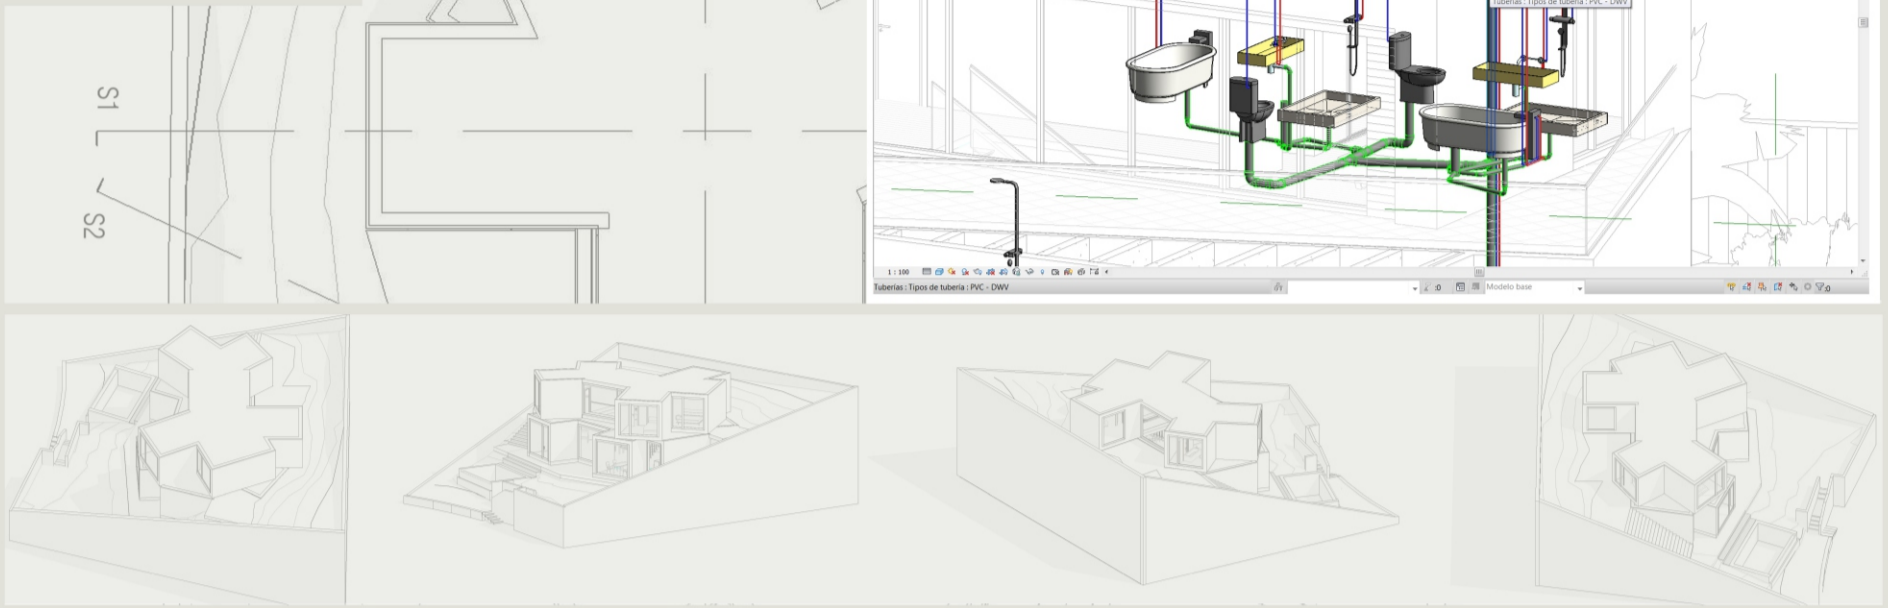 Tuberías : Tipos de tubería : PVC - DWV
S1
S2
1 : 100
Tuberías : Tipos de tubería : PVC - DWV
:0
Modelo base
:0